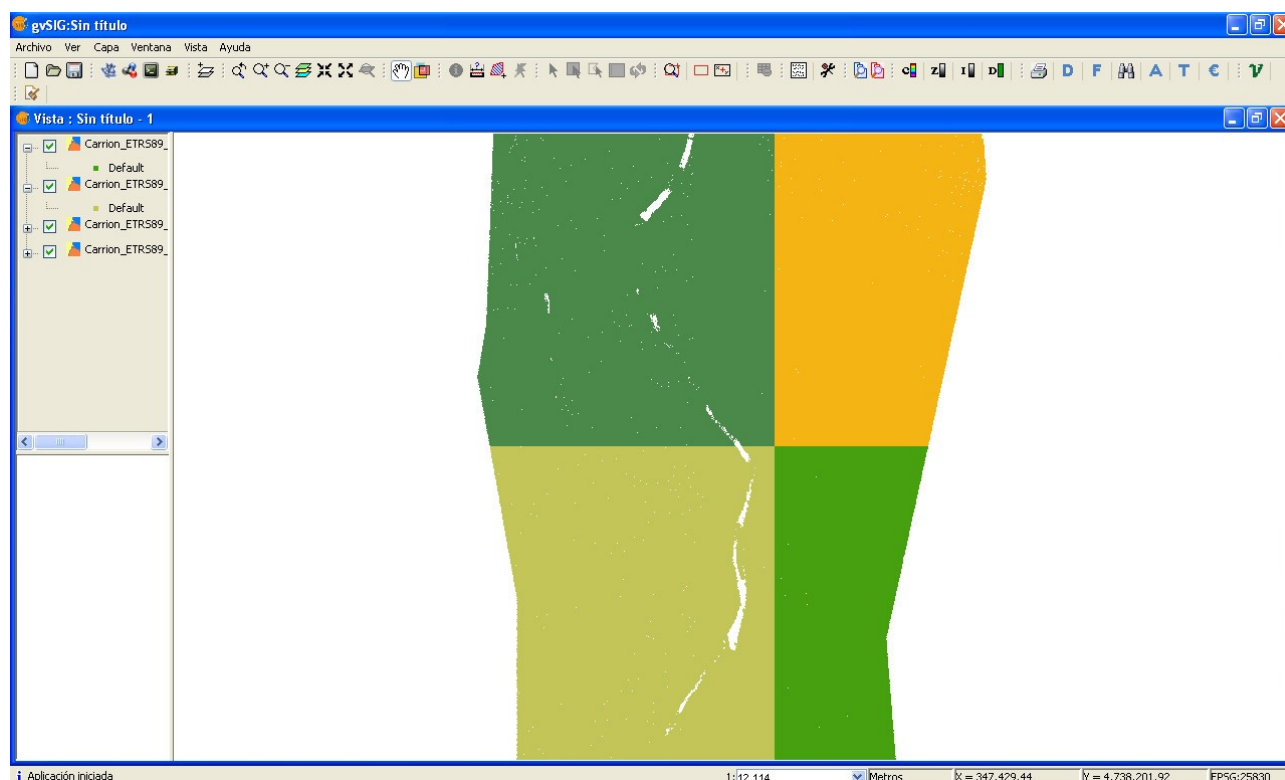 gvSIG:Sin título
Archivo Ver Capa Ventana Vista Ayuda
C Z I D D F A T €
Vista : Sin título - 1
Carrion_ETRS89_
Default
Carrion_ETRS89_
Default
Carrion_ETRS89_
Carrion_ETRS89_
i Aplicación iniciada 1: 12.114 Metros X = 347.429,44 Y = 4.738.201,92 EPSG:25830